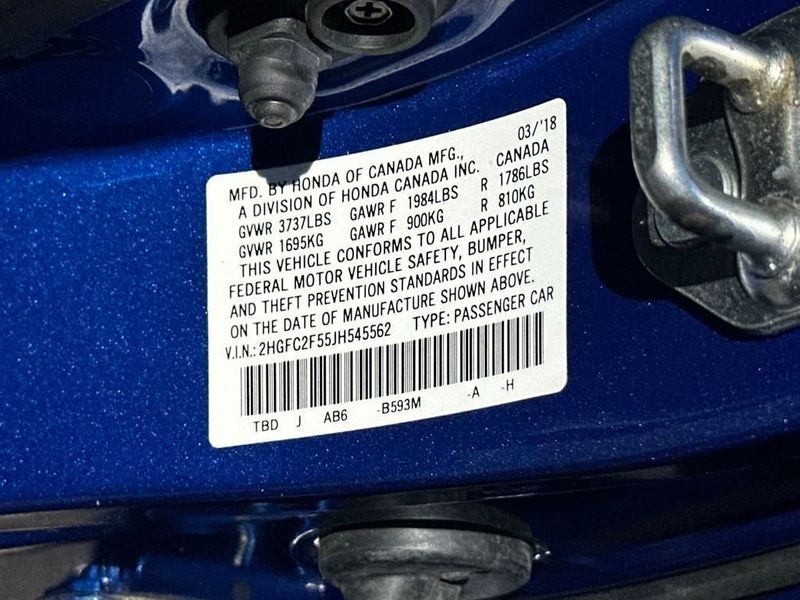 03/'18
MFD. BY HONDA OF CANADA MFG., CANADA
A DIVISION OF HONDA CANADA INC.
GVWR 3737LBS GAWR F 1984LBS R 1786LBS
GVWR 1695KG GAWR F 900KG R 810KG
THIS VEHICLE CONFORMS TO ALL APPLICABLE
FEDERAL MOTOR VEHICLE SAFETY, BUMPER,
AND THEFT PREVENTION STANDARDS IN EFFECT
ON THE DATE OF MANUFACTURE SHOWN ABOVE.
V.I.N.: 2HGFC2F55JH545562 TYPE: PASSENGER CAR
TBD J AB6 -B593M -A -H